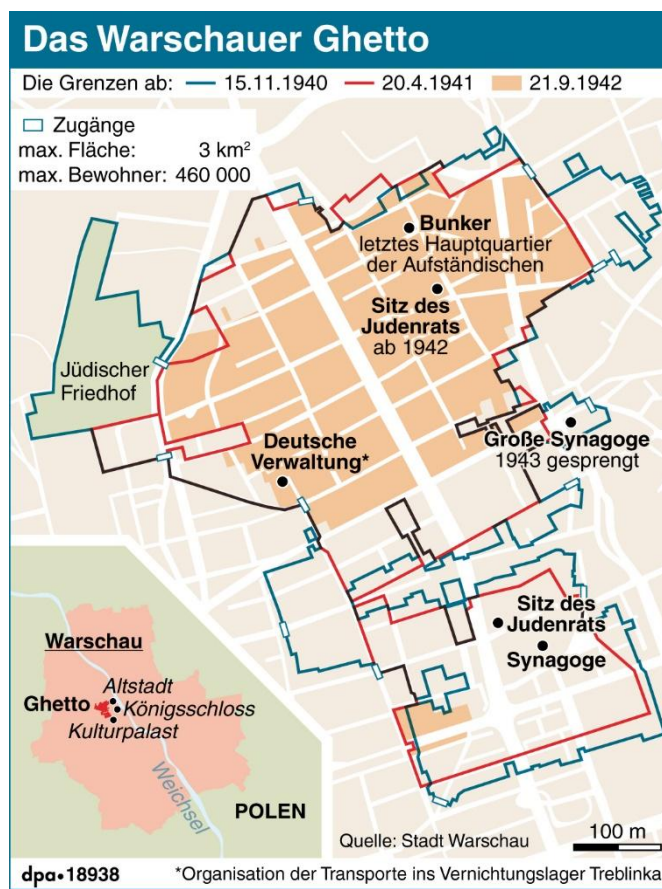 Das Warschauer Ghetto
Die Grenzen ab: 15.11.1940 20.4.1941 21.9.1942
Zugänge
max. Fläche: 3 km²
max. Bewohner: 460 000
Bunker
letztes Hauptquartier
der Aufständischen
Sitz des
Judenrats
ab 1942
Jüdischer
Friedhof
Deutsche
Verwaltung*
Große Synagoge
1943 gesprengt
Sitz des
Judenrats
Synagoge
Warschau
Altstadt
Ghetto
Königsschloss
Kulturpalast
Weichsel
POLEN
Quelle: Stadt Warschau
100 m
dpa•18938
*Organisation der Transporte ins Vernichtungslager Treblinka